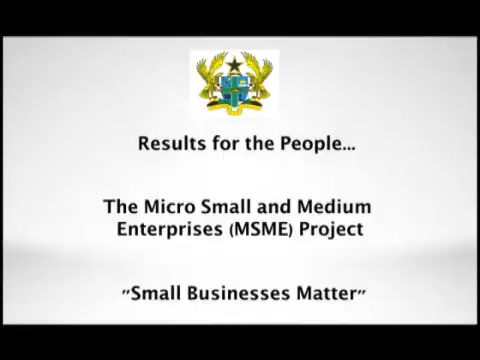 Results for the People...
The Micro Small and Medium
Enterprises (MSME) Project
"Small Businesses Matter"